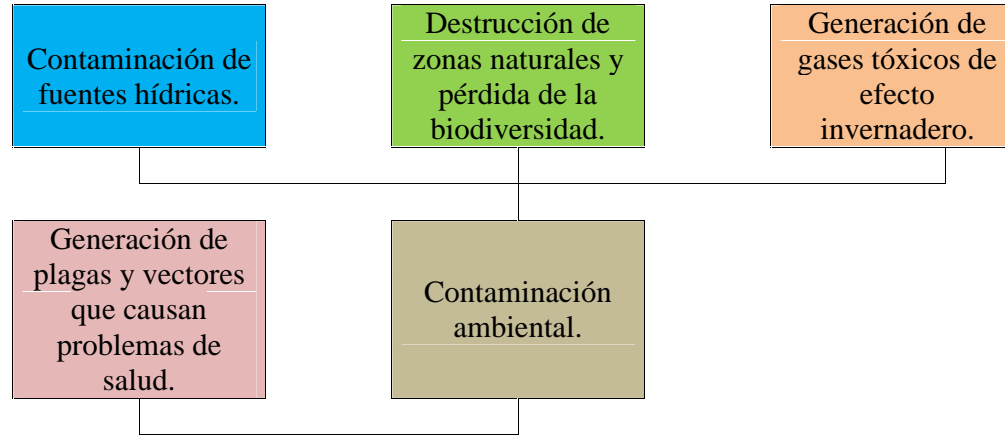 Contaminación de
fuentes hídricas.
Destrucción de
zonas naturales y
pérdida de la
biodiversidad.
Generación de
gases tóxicos de
efecto
invernadero.
Generación de
plagas y vectores
que causan
problemas de
salud.
Contaminación
ambiental.